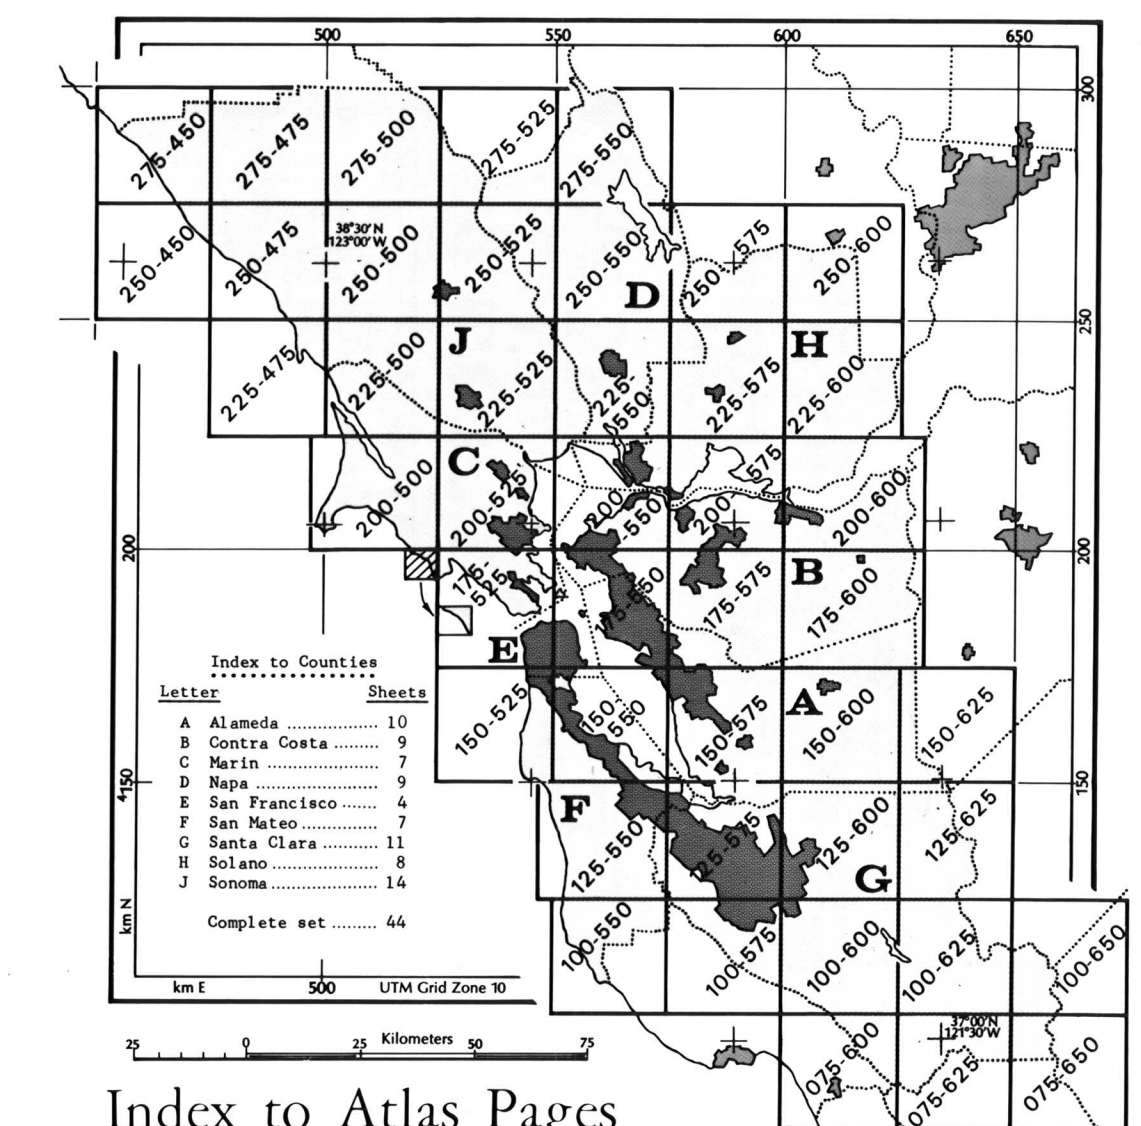 500 550 600 650
300
275-450 275-475 275-500 275-525 275-550
38°30'N
123°00'W
250-450 250-475 250-500 250-525 250-550 250-575 250-600
D
250
J H
225-475 225-500 225-525 225-550 225-575 225-600
C
200-500 200-525 200-550 200-575 200-600
200 200
B
175-525 175-550 175-575 175-600
E
A
150-525 150-550 150-575 150-600 150-625
4150 150
F
125-550 125-575 125-600 125-625
G
100-550 100-575 100-600 100-625 100-650
37°00'N
121°30'W
075-600 075-625 075-650
Index to Counties
Letter Sheets
A Alameda ................ 10
B Contra Costa ........ 9
C Marin ................... 7
D Napa ..................... 9
E San Francisco ...... 4
F San Mateo ............. 7
G Santa Clara .......... 11
H Solano .................. 8
J Sonoma ................. 14
Complete set ........ 44
km N
km E 500 UTM Grid Zone 10
Kilometers
25 0 25 50 75
Index to Atlas Pages